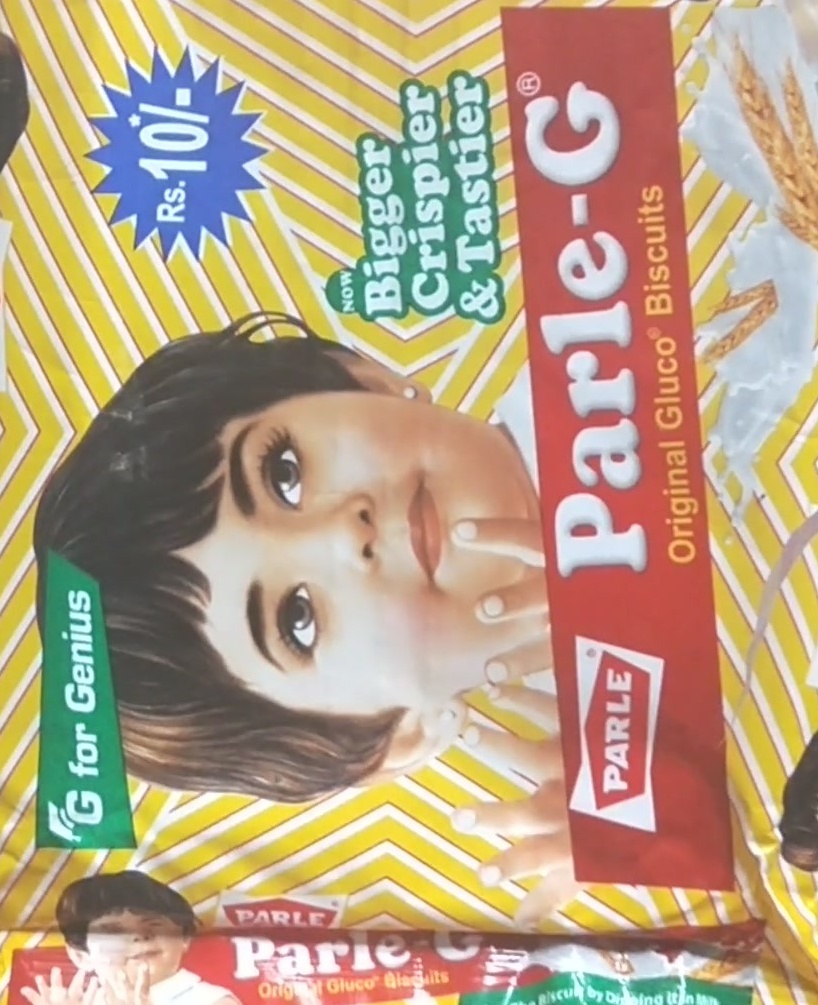 Rs. 10/-
NOW
Bigger
Crispier
& Tastier
G for Genius
PARLE
Parle-G®
Original Gluco® Biscuits
PARLE
Parle-G
Original Gluco® Biscuits